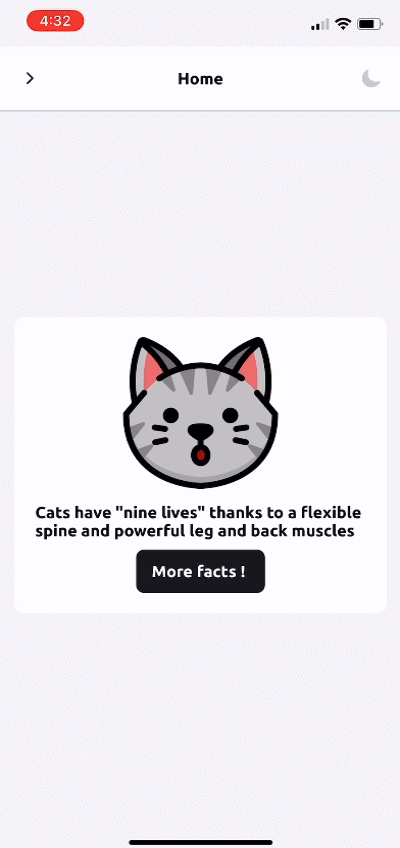 4:32
Home
Cats have "nine lives" thanks to a flexible
spine and powerful leg and back muscles
More facts !